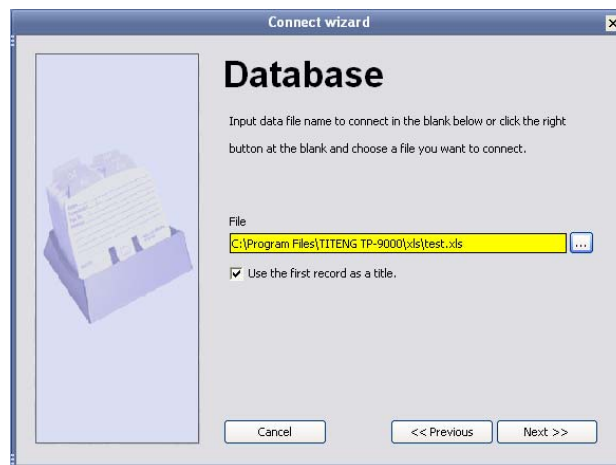 Connect wizard
Database
Input data file name to connect in the blank below or click the right
button at the blank and choose a file you want to connect.
File
C:\Program Files\TITENG TP-9000\xls\test.xls
...
Use the first record as a title.
Cancel
<< Previous
Next >>